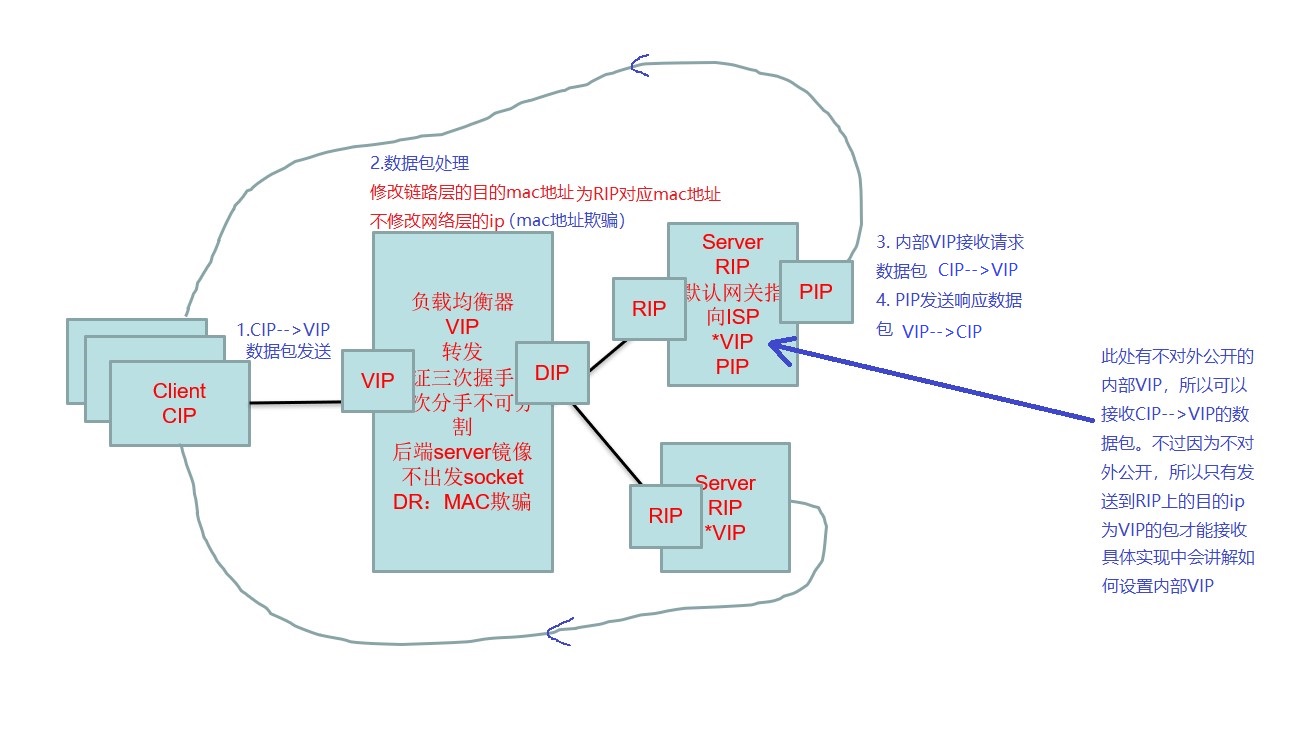 2.数据包处理
修改链路层的目的mac地址为RIP对应mac地址
不修改网络层的ip(mac地址欺骗)
1.CIP-->VIP
数据包发送
Client
CIP
VIP
负载均衡器
VIP
转发
证三次握手
次分手不可分
割
后端server镜像
不出发socket
DR:MAC欺骗
DIP
RIP
Server
RIP
默认网关指
向ISP
*VIP
PIP
PIP
RIP
Server
RIP
*VIP
3. 内部VIP接收请求
数据包 CIP-->VIP
4. PIP发送响应数据
包 VIP-->CIP
此处有不对外公开的
内部VIP，所以可以
接收CIP-->VIP的数
据包。不过因为不对
外公开，所以只有发
送到RIP上的目的ip
为VIP的包才能接收
具体实现中会讲解如
何设置内部VIP